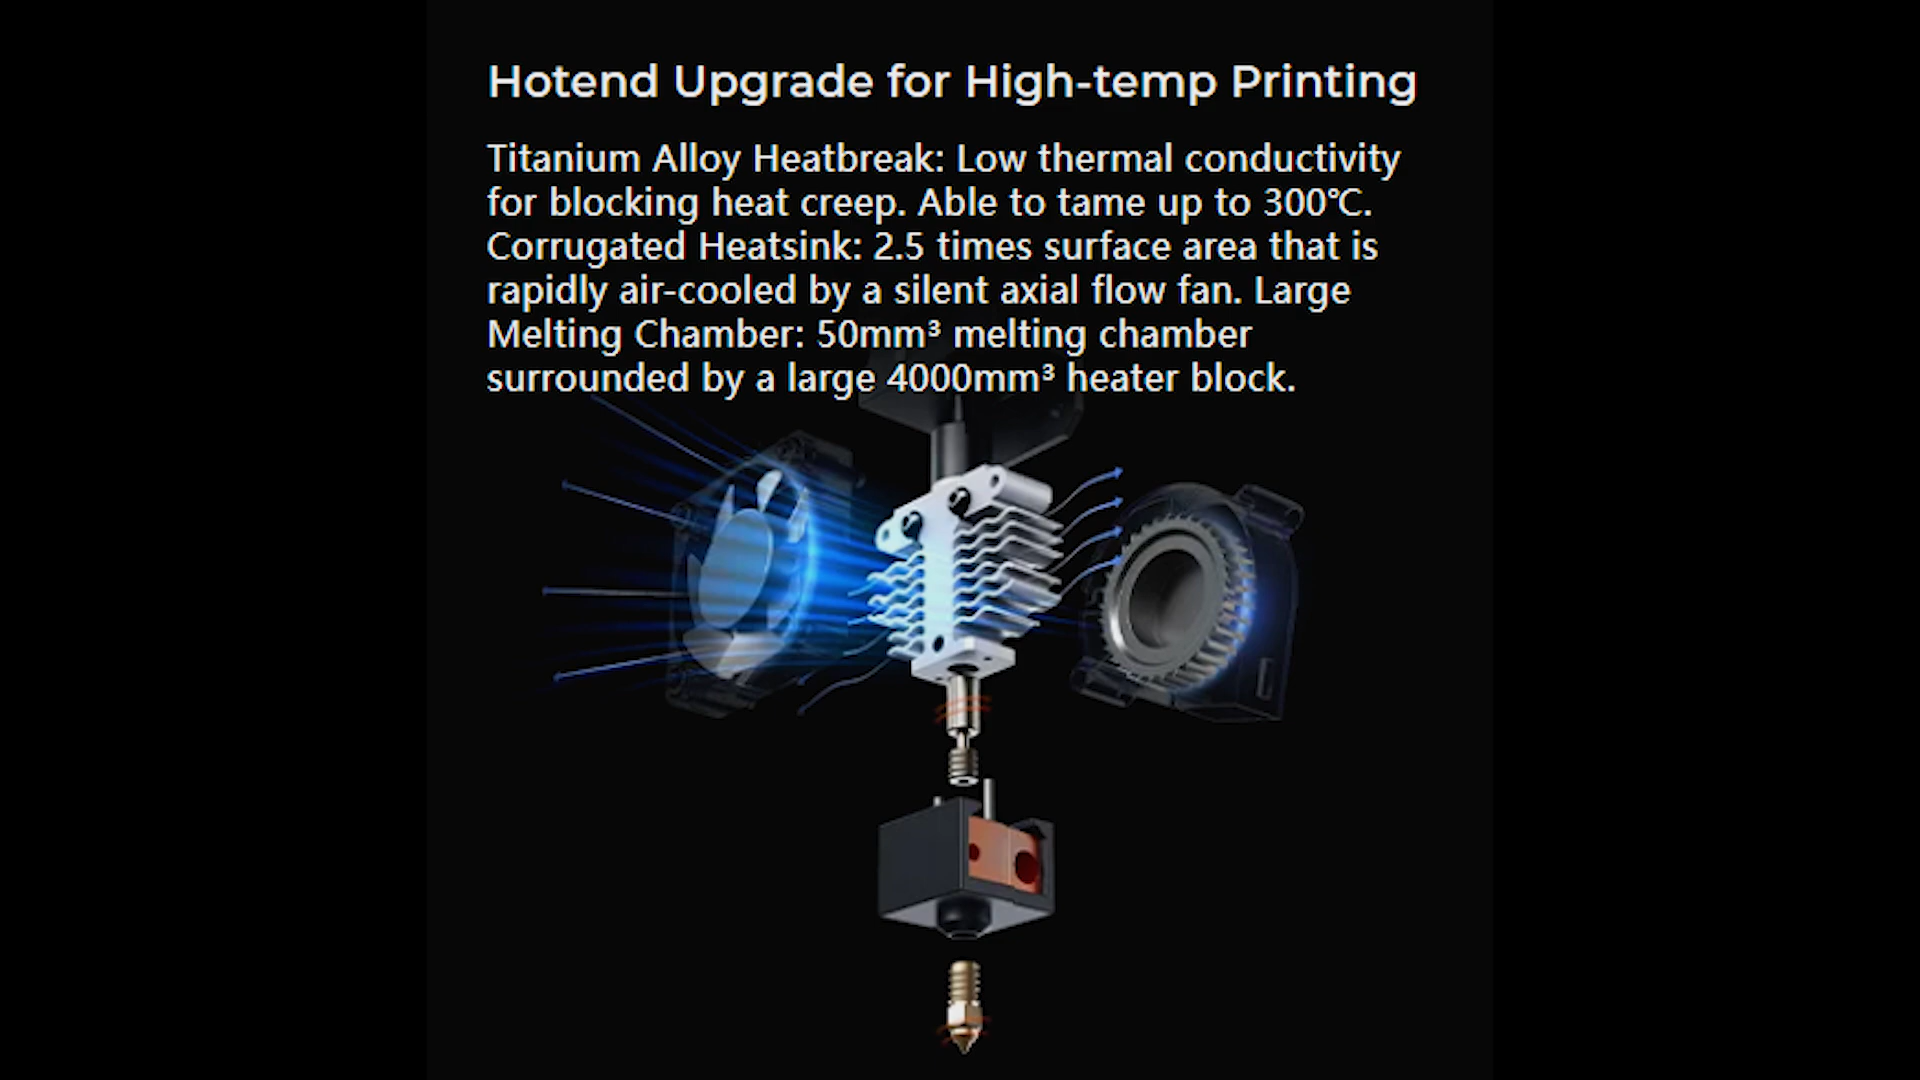 Hotend Upgrade for High-temp Printing
Titanium Alloy Heatbreak: Low thermal conductivity
for blocking heat creep. Able to tame up to 300℃.
Corrugated Heatsink: 2.5 times surface area that is
rapidly air-cooled by a silent axial flow fan. Large
Melting Chamber: 50mm³ melting chamber
surrounded by a large 4000mm³ heater block.